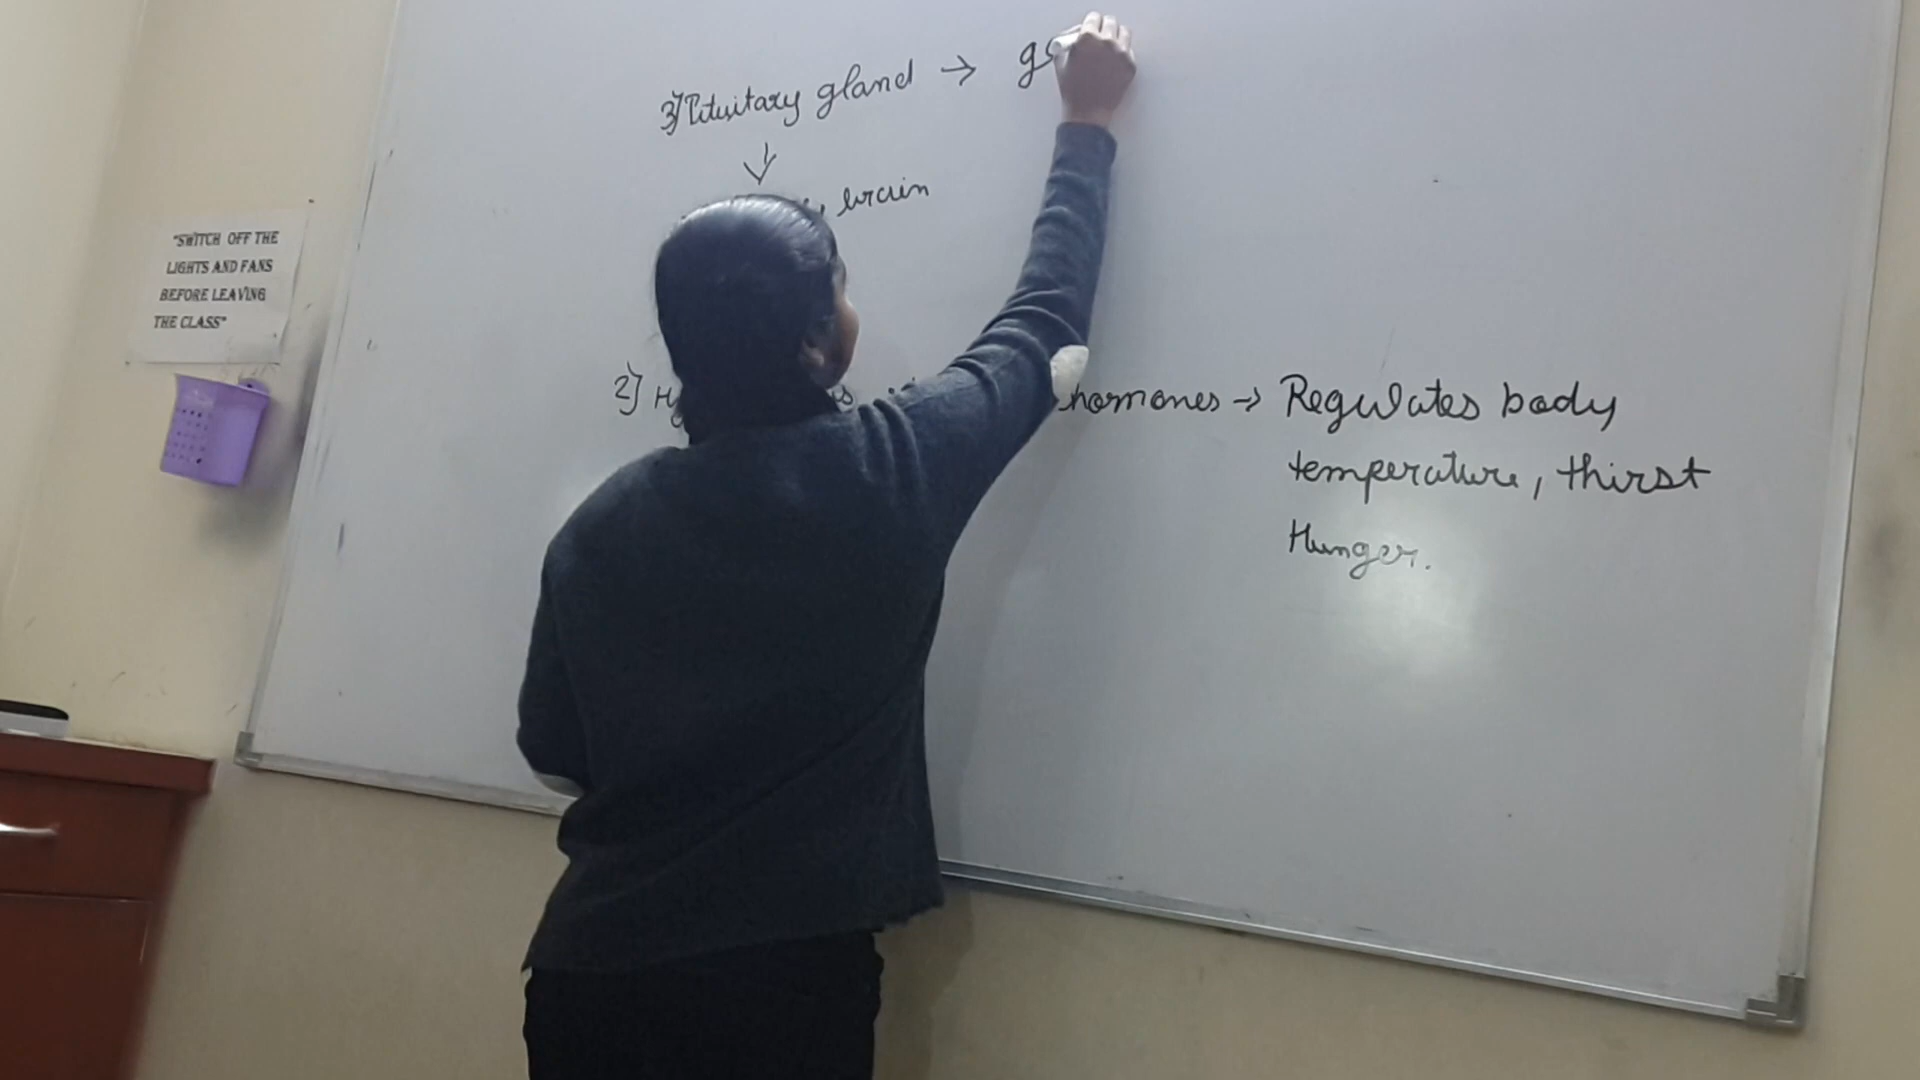 3] Pituitary gland →
brain
2]
hormones → Regulates body
temperature, thirst
Hunger.
"SWITCH OFF THE
LIGHTS AND FANS
BEFORE LEAVING
THE CLASS"